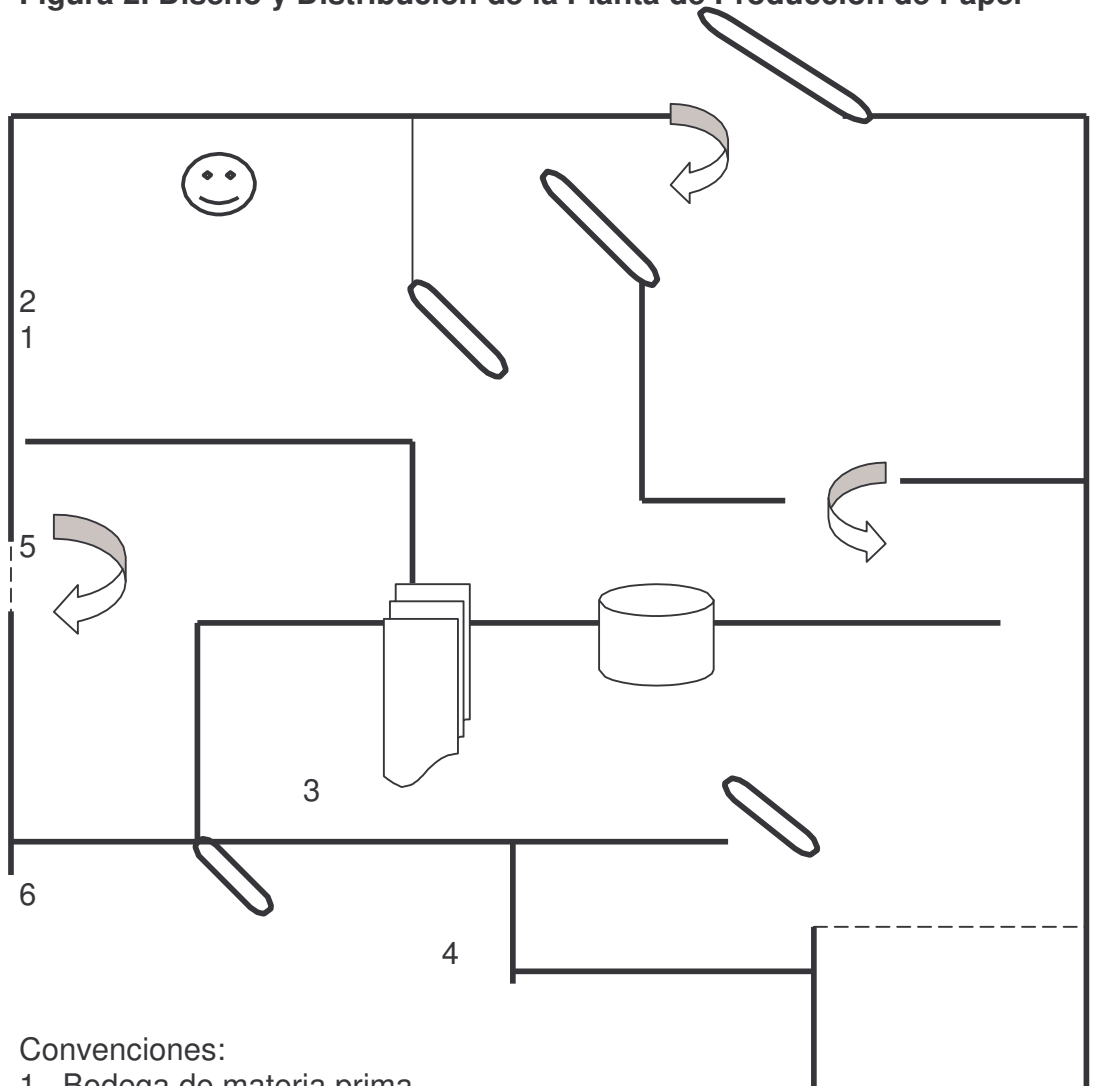 Figura 2. Diseño y Distribución de la Planta de Producción de Papel
2
1
5
3
6
4
Convenciones:
1. Bodega de materia prima